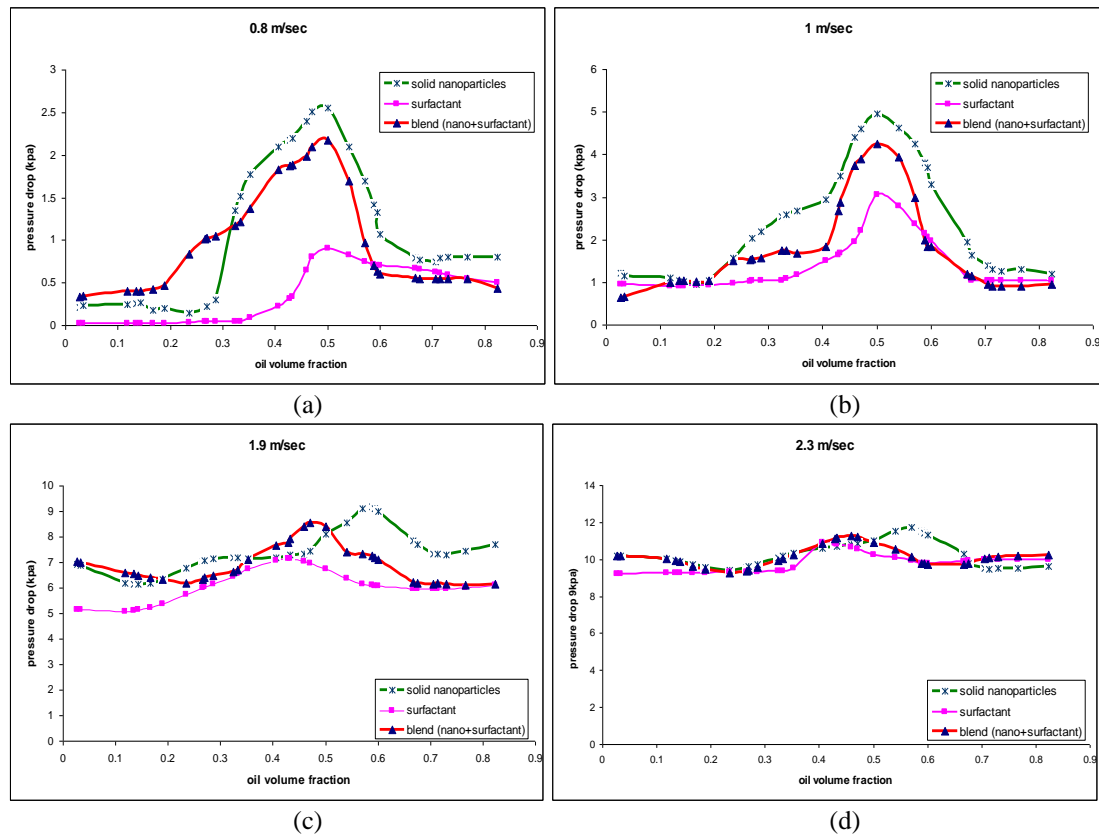 0.8 m/sec
3
2.5
2
1.5
1
0.5
0
pressure drop (kpa)
solid nanoparticles
surfactant
blend (nano+surfactant)
0 0.1 0.2 0.3 0.4 0.5 0.6 0.7 0.8 0.9
oil volume fraction
(a)
1 m/sec
6
5
4
3
2
1
0
pressure drop (kpa)
solid nanoparticles
surfactant
blend (nano+surfactant)
0 0.1 0.2 0.3 0.4 0.5 0.6 0.7 0.8 0.9
oil volume fraction
(b)
1.9 m/sec
10
9
8
7
6
5
4
3
2
1
0
pressure drop (kpa)
solid nanoparticles
surfactant
blend (nano+surfactant)
0 0.1 0.2 0.3 0.4 0.5 0.6 0.7 0.8 0.9
oil volume fraction
(c)
2.3 m/sec
14
12
10
8
6
4
2
0
pressure drop 9kpa)
solid nanoparticles
surfactant
blend (nano+surfactant)
0 0.1 0.2 0.3 0.4 0.5 0.6 0.7 0.8 0.9
oil volume fraction
(d)